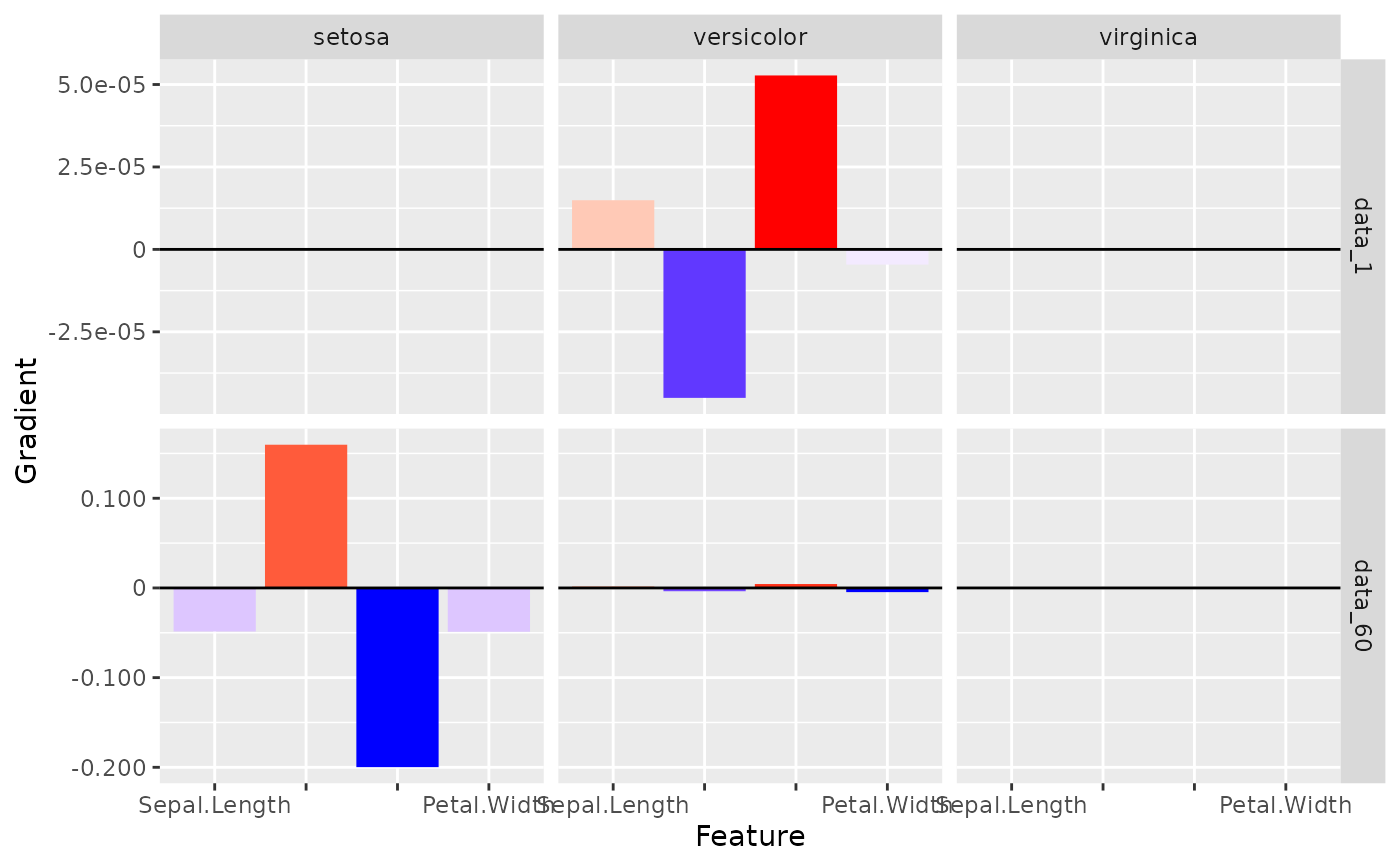 setosa
versicolor
virginica
5.0e-05
2.5e-05
0
-2.5e-05
data_1
Gradient
0.100
0
-0.100
-0.200
data_60
Sepal.Length
Petal.Width
Sepal.Length
Petal.Width
Sepal.Length
Petal.Width
Feature